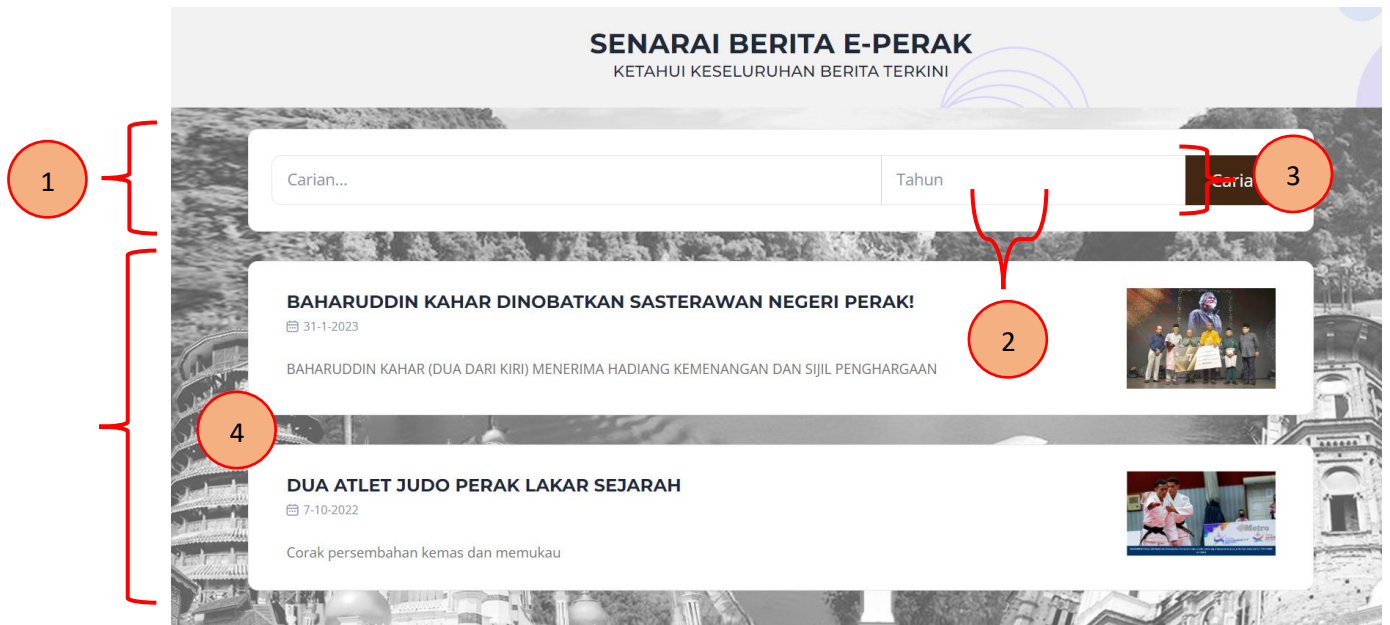 SENARAI BERITA E-PERAK
KETAHUI KESELURUHAN BERITA TERKINI
1
Carian...
Tahun
3
BAHARUDDIN KAHAR DINOBATKAN SASTERAWAN NEGERI PERAK!
31-1-2023
2
BAHARUDDIN KAHAR (DUA DARI KIRI) MENERIMA HADIANG KEMENANGAN DAN SIJIL PENGHARGAAN
4
DUA ATLET JUDO PERAK LAKAR SEJARAH
7-10-2022
Metro
Corak persembahan kemas dan memukau